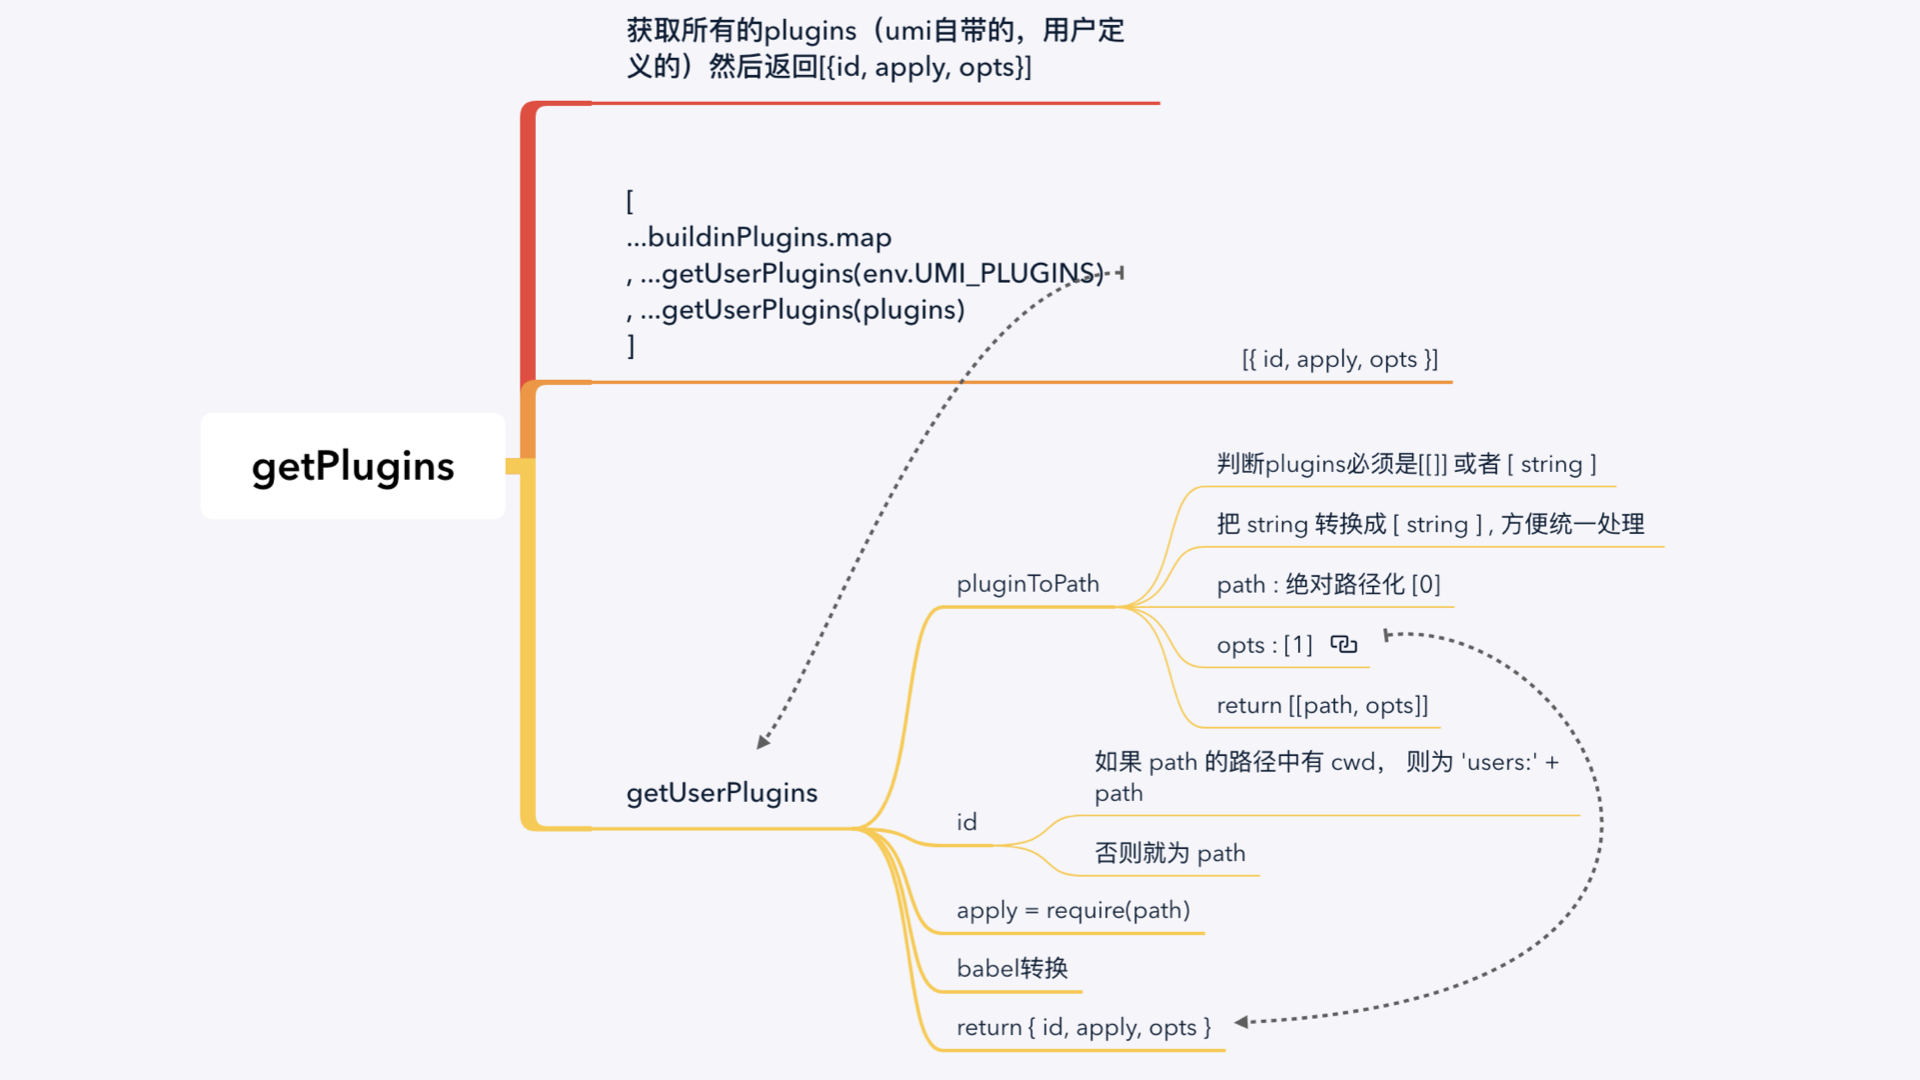 获取所有的plugins（umi自带的，用户定
义的）然后返回[{id, apply, opts}]
[
...buildinPlugins.map
, ...getUserPlugins(env.UMI_PLUGINS)
, ...getUserPlugins(plugins)
]
[{ id, apply, opts }]
getPlugins
getUserPlugins
pluginToPath
判断plugins必须是[[]] 或者 [ string ]
把 string 转换成 [ string ] , 方便统一处理
path : 绝对路径化 [0]
opts : [1]
return [[path, opts]]
id
如果 path 的路径中有 cwd， 则为 'users:' +
path
否则就为 path
apply = require(path)
babel转换
return { id, apply, opts }